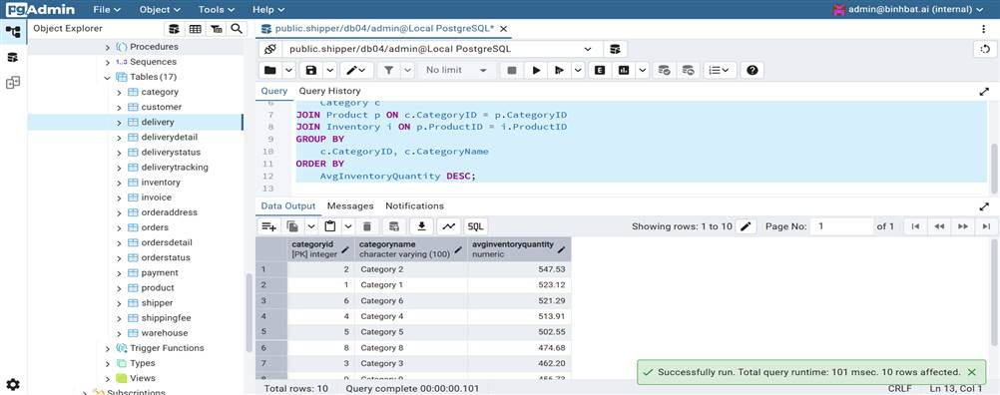 pgAdmin File Object Tools Help admin@binhbat.ai (internal)
Object Explorer
public.shipper/db04/admin@Local PostgreSQL*
Procedures
Sequences
Tables (17)
category
customer
delivery
deliverydetail
deliverystatus
deliverytracking
inventory
invoice
orderaddress
orders
ordersdetail
orderstatus
payment
product
shipper
shippingfee
warehouse
Trigger Functions
Types
Views
Subscriptions
public.shipper/db04/admin@Local PostgreSQL
No limit
Query Query History
6 Category c
7 JOIN Product p ON c.CategoryID = p.CategoryID
8 JOIN Inventory i ON p.ProductID = i.ProductID
9 GROUP BY
10 c.CategoryID, c.CategoryName
11 ORDER BY
12 AvgInventoryQuantity DESC;
13
Data Output Messages Notifications
SQL Showing rows: 1 to 10 Page No: 1 of 1
categoryid categoryname avginventoryquantity
[PK] integer character varying (100) numeric
1 2 Category 2 547.53
2 1 Category 1 523.12
3 6 Category 6 521.29
4 4 Category 4 513.91
5 5 Category 5 502.55
6 8 Category 8 474.68
7 3 Category 3 462.20
Successfully run. Total query runtime: 101 msec. 10 rows affected.
Total rows: 10 Query complete 00:00:00.101 CRLF Ln 13, Col 1